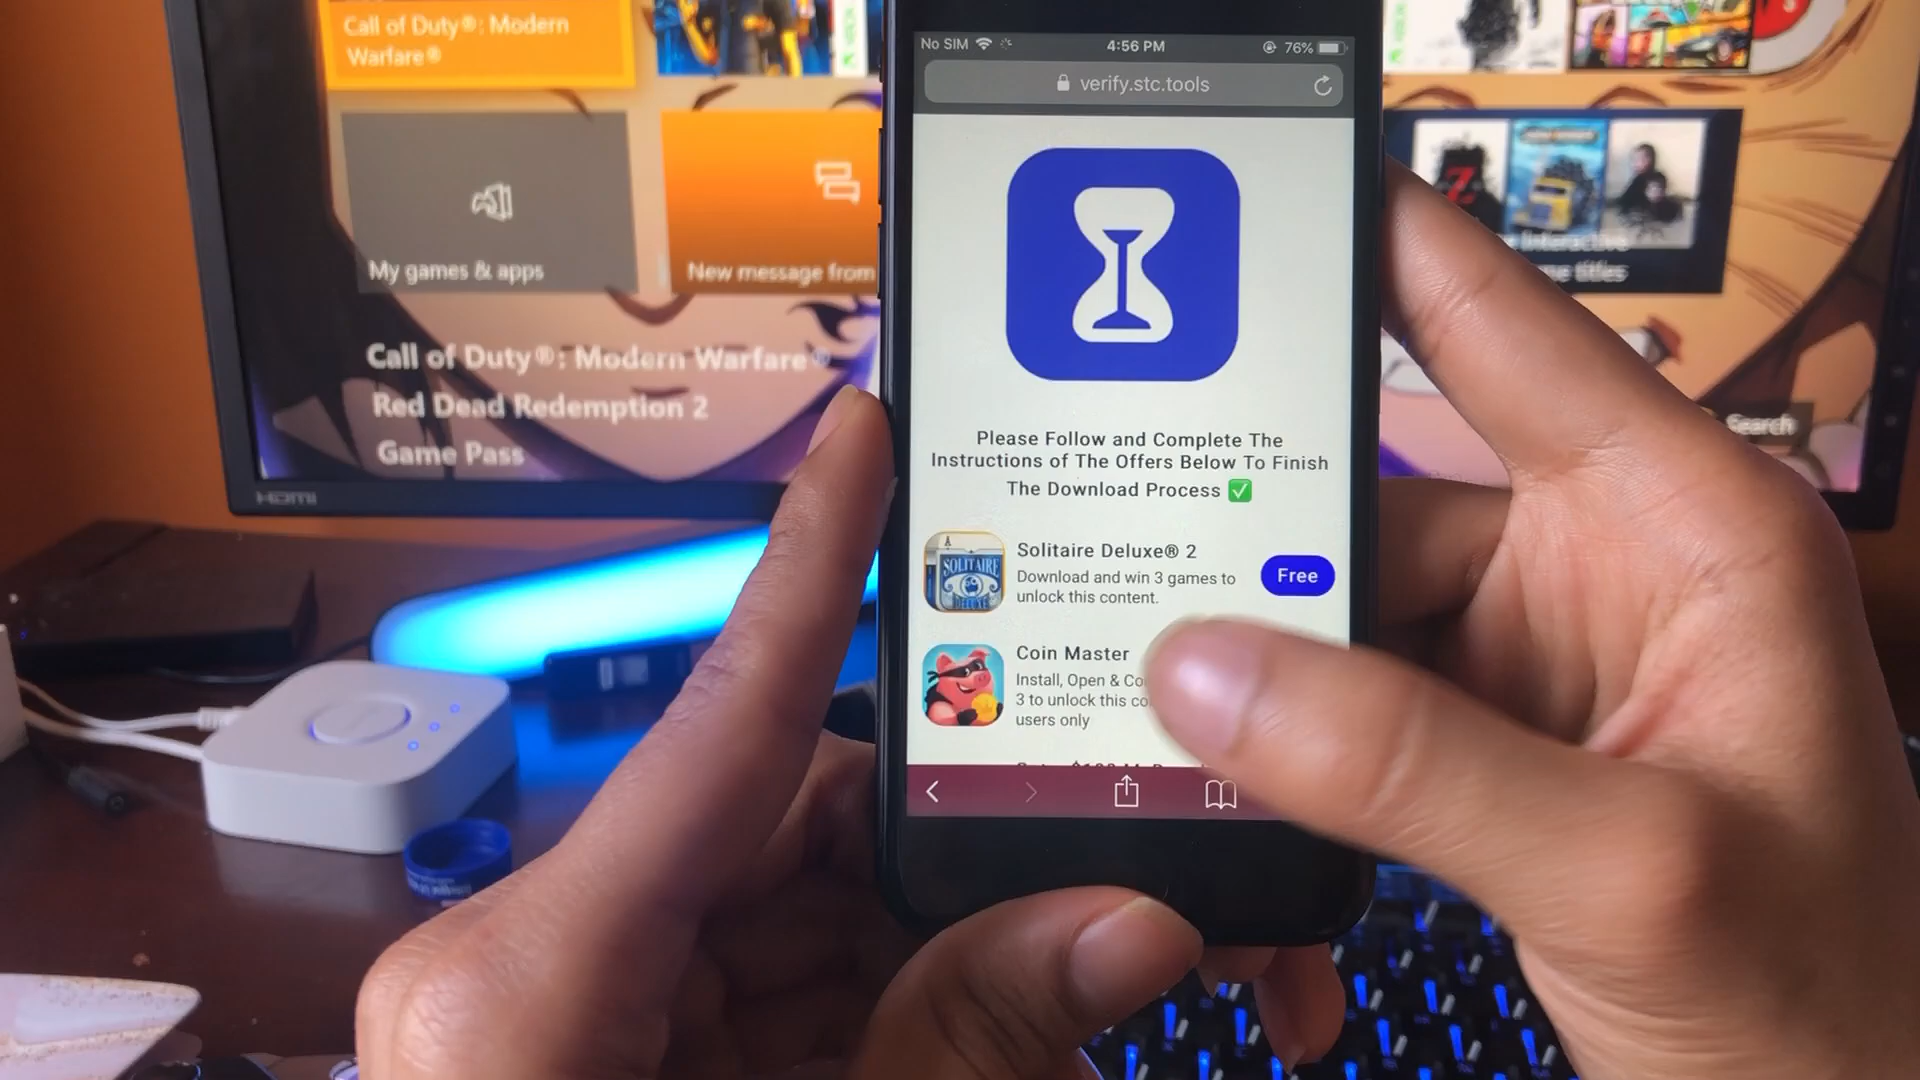 Call of Duty®: Modern
Warfare®
My games & apps
New message from
Call of Duty®: Modern Warfare®
Red Dead Redemption 2
Game Pass
Search
HDMI
No SIM
4:56 PM
76%
verify.stc.tools
Please Follow and Complete The
Instructions of The Offers Below To Finish
The Download Process ✅
Solitaire Deluxe® 2
Download and win 3 games to
unlock this content.
Free
SOLITAIRE
DELUXE
Coin Master
Install, Open & Co
3 to unlock this co
users only